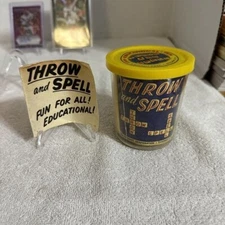 THROW
and SPELL
FUN FOR ALL!
EDUCATIONAL!
THROW
and SPELL